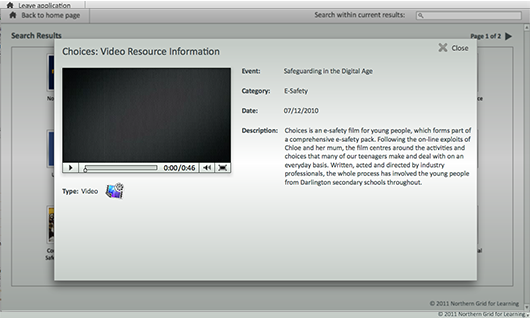 Leave application
Back to home page
Search within current results:
Search Results
Page 1 of 2
Choices: Video Resource Information
Close
Event: Safeguarding in the Digital Age
Category: E-Safety
Date: 07/12/2010
Description: Choices is an e-safety film for young people, which forms part of
a comprehensive e-safety pack. Following the on-line exploits of
Chloe and her mum, the film centres around the activities and
choices that many of our teenagers make and deal with on an
everyday basis. Written, acted and directed by industry
professionals, the whole process has involved the young people
from Darlington secondary schools throughout.
0:00/0:46
Type: Video
© 2011 Northern Grid for Learning
© 2011 Northern Grid for Learning